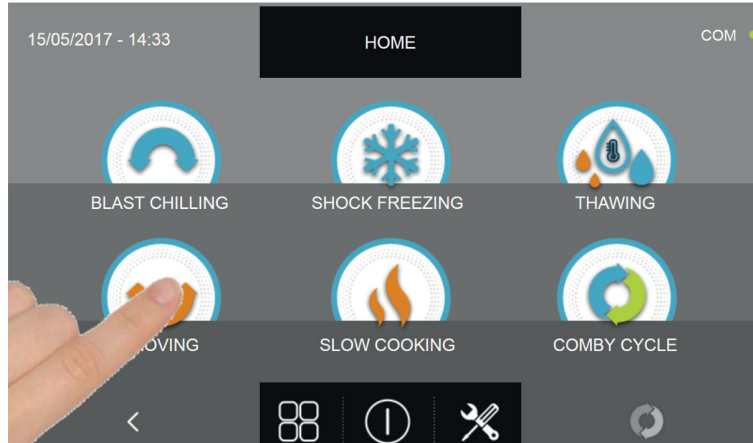 15/05/2017 - 14:33
HOME
COM
BLAST CHILLING
SHOCK FREEZING
THAWING
SLOW COOKING
COMBY CYCLE